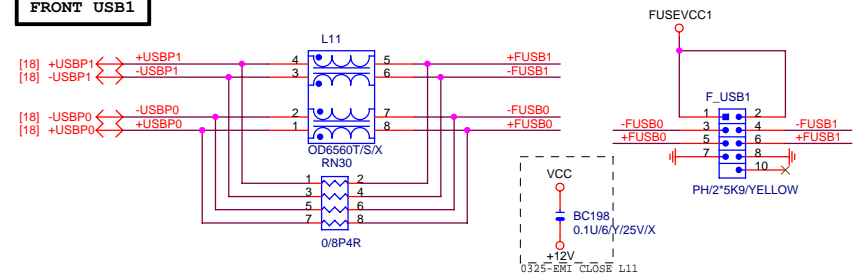 FRONT USB1
FUSEVCC1
L11
[18] +USBP1 +USBP1 4 5 +FUSB1
[18] -USBP1 -USBP1 3 6 -FUSB1
[18] -USBP0 -USBP0 2 7 -FUSB0
[18] +USBP0 +USBP0 1 8 +FUSB0
OD6560T/S/X
RN30
1 2
3 4
5 6
7 8
0/8P4R
F_USB1
1 2
-FUSB0 3 4 -FUSB1
+FUSB0 5 6 +FUSB1
7 8
10
PH/2*5K9/YELLOW
VCC
BC198
0.1U/6/Y/25V/X
+12V
0325-EMI CLOSE L11